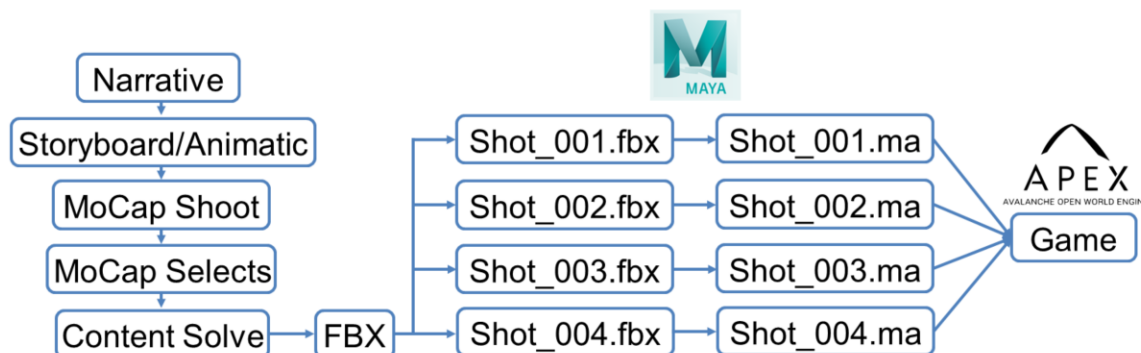 Narrative
Storyboard/Animatic
MoCap Shoot
MoCap Selects
Content Solve
FBX
MAYA
Shot_001.fbx
Shot_001.ma
Shot_002.fbx
Shot_002.ma
Shot_003.fbx
Shot_003.ma
Shot_004.fbx
Shot_004.ma
APEX
AVALANCHE OPEN WORLD ENGIN
Game